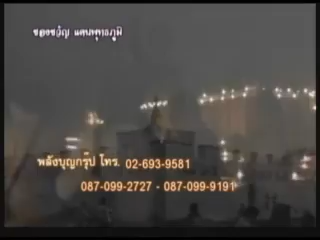 ของขวัญ แดนพุทธภูมิ
พลังบุญกรุ๊ป โทร. 02-693-9581
087-099-2727 - 087-099-9191